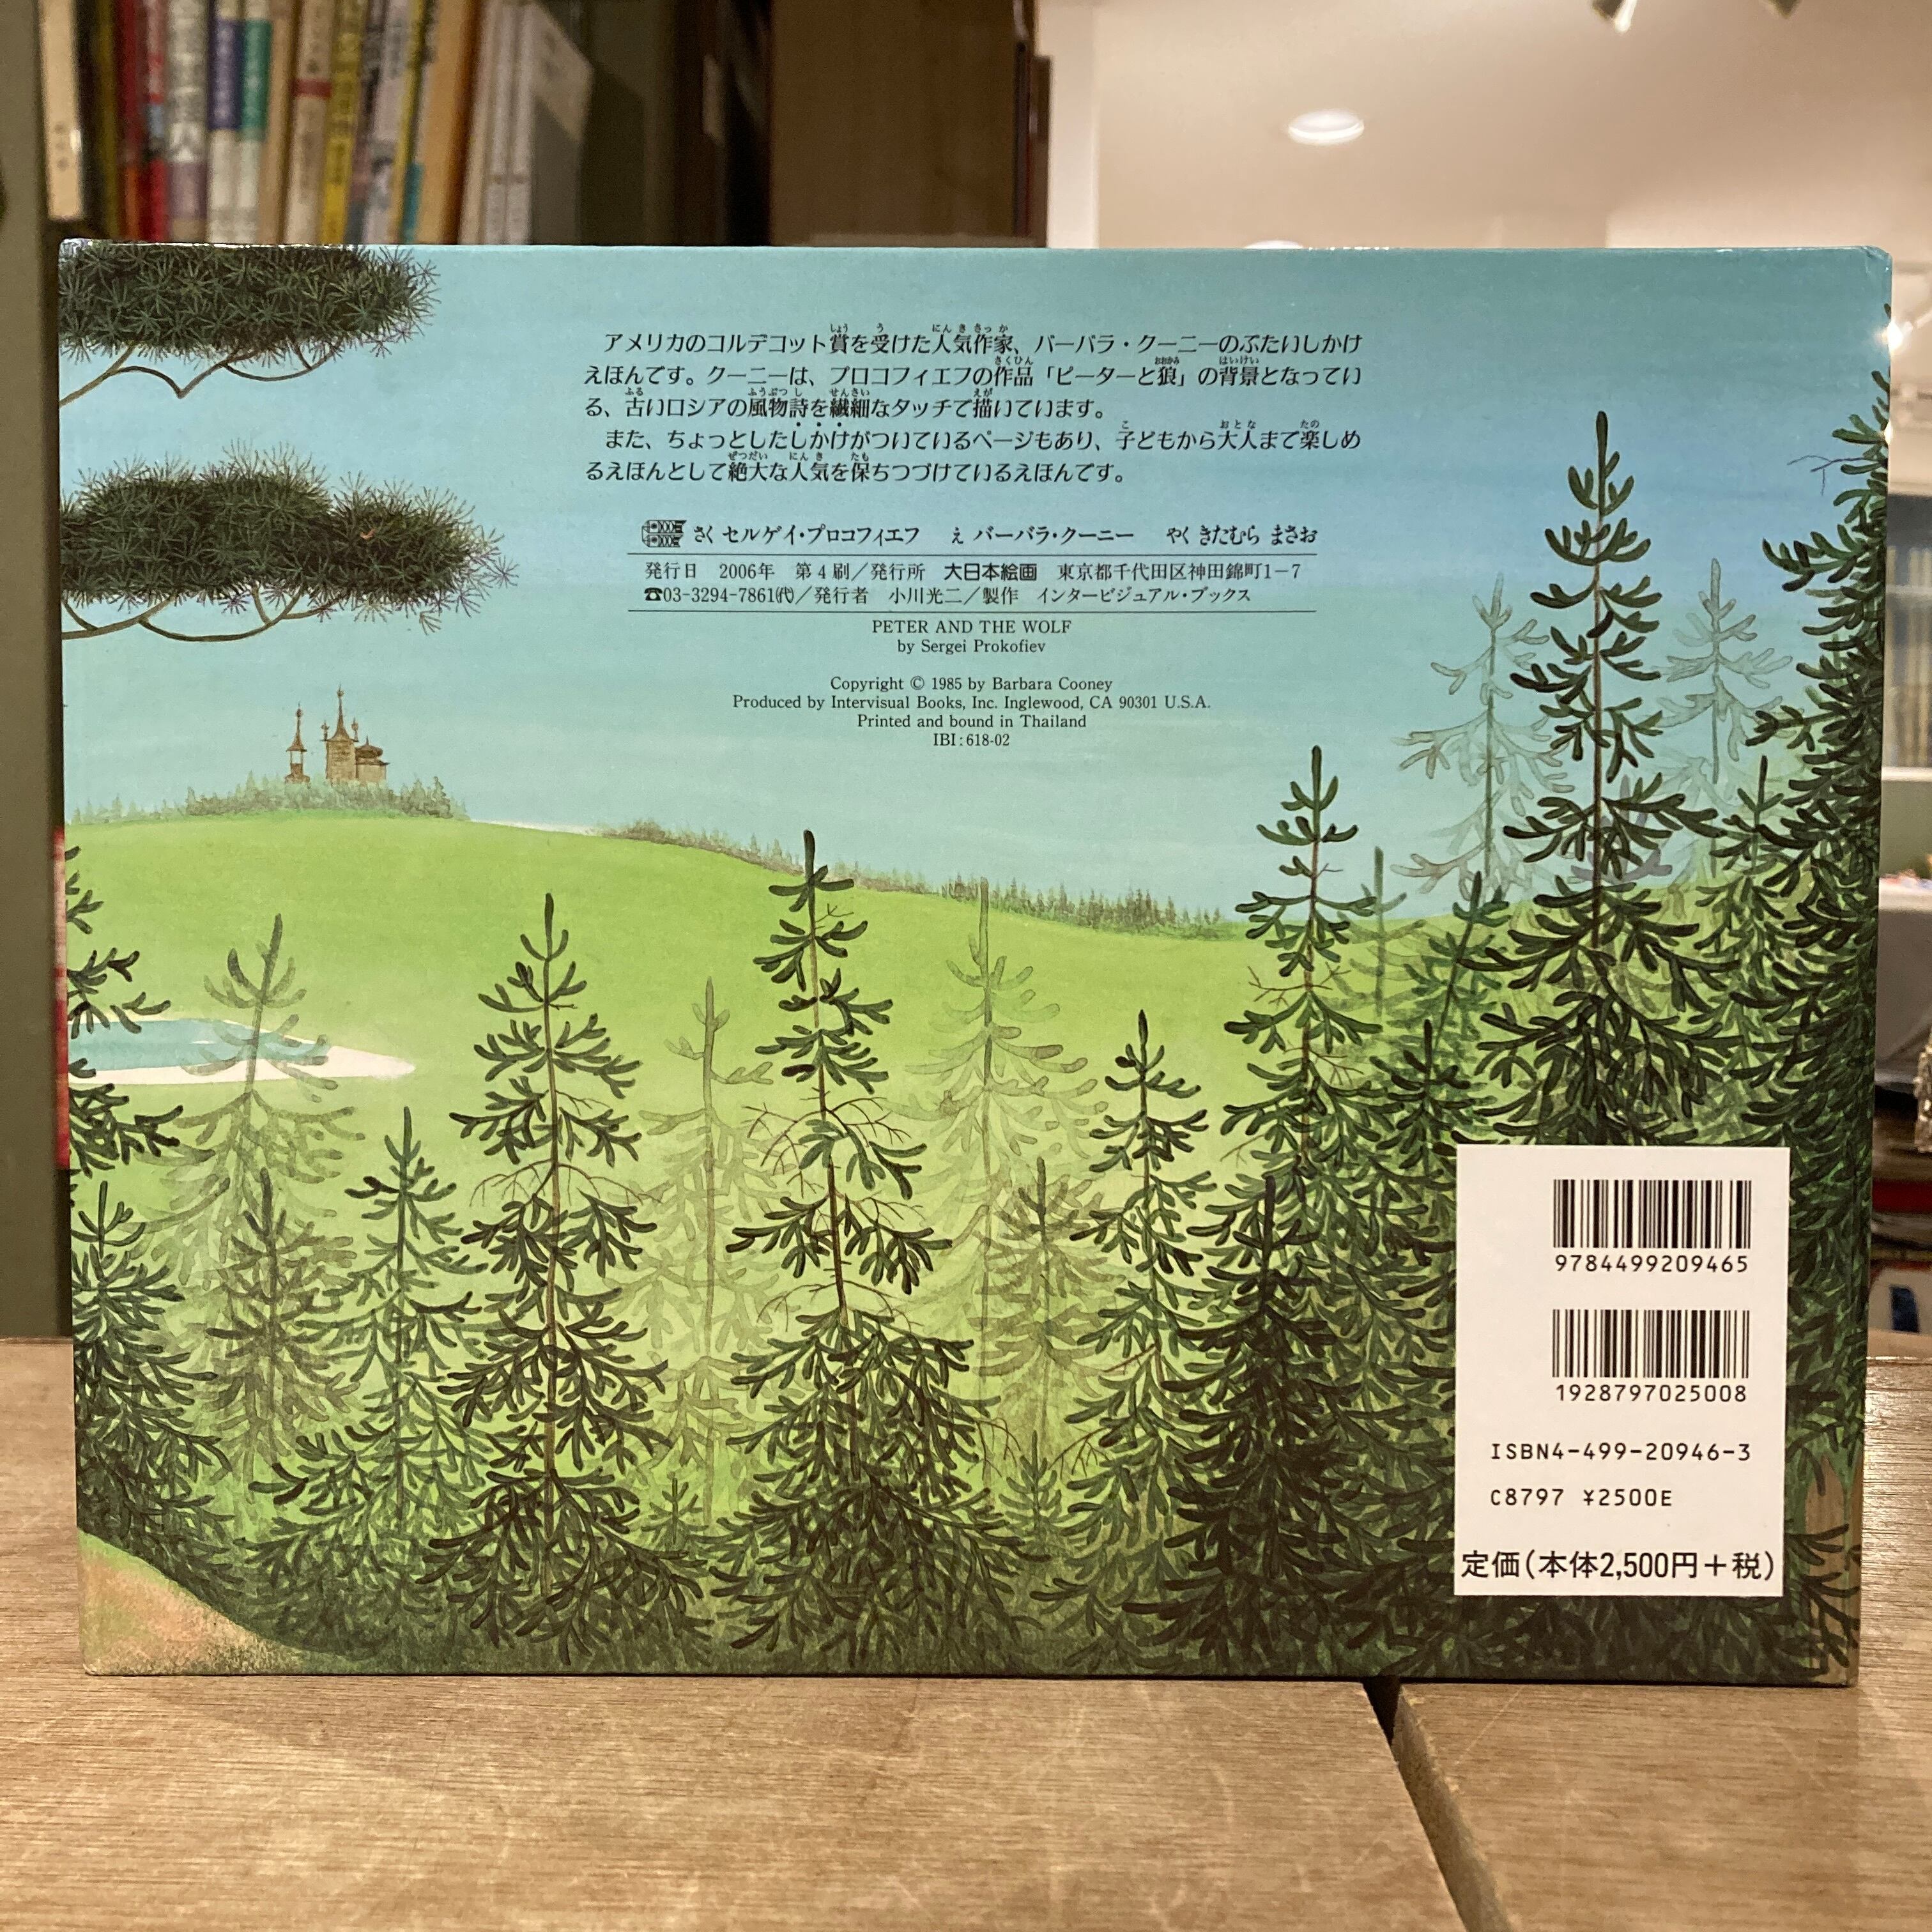 アメリカのコルデコット賞を受けた人気作家、バーバラ・クーニーのぶたいしかけ
えほんです。クーニーは、プロコフィエフの作品「ピーターと狼」の背景となってい
る、古いロシアの風物詩を繊細なタッチで描いています。
また、ちょっとしたしかけがついているページもあり、子どもから大人まで楽しめ
るえほんとして絶大な人気を保ちつづけているえほんです。
さく セルゲイ・プロコフィエフ え バーバラ・クーニー やく きたむら まさお
発行日 2006年 第4刷/発行所 大日本絵画 東京都千代田区神田錦町1-7
☎03-3294-7861㈹/発行者 小川光二/製作 インタービジュアル・ブックス
PETER AND THE WOLF
by Sergei Prokofiev
Copyright © 1985 by Barbara Cooney
Produced by Intervisual Books, Inc. Inglewood, CA 90301 U.S.A.
Printed and bound in Thailand
IBI:618-02
9784499209465
1928797025008
ISBN4-499-20946-3
C8797 ¥2500E
定価(本体2,500円+税)